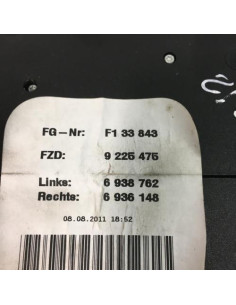 FG-Nr: F1 33 843
FZD: 9 225 475
Links: 6 938 762
Rechts: 6 936 148
08.08.2011 18:52